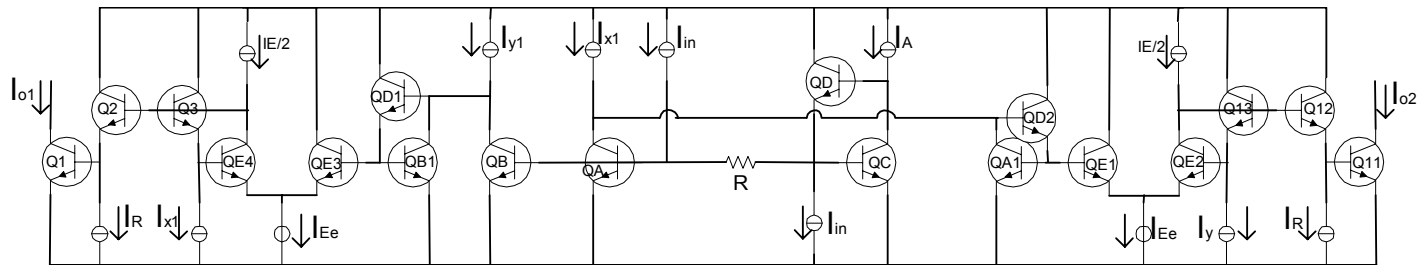 IE/2
Iy1
Ix1
Iin
IA
IE/2
Io1
Io2
Q2
Q3
QD1
QD
QD2
Q13
Q12
Q1
QE4
QE3
QB1
QB
QA
R
QC
QA1
QE1
QE2
Q11
IR
Ix1
IEe
Iin
IEe
Iy
IR